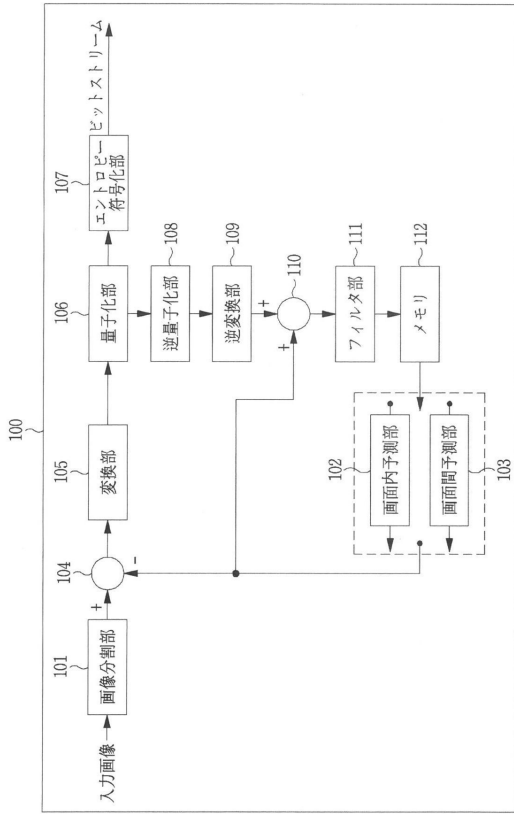 100
入力画像
101
画像分割部
+
104
-
105
変換部
106
量子化部
107
エントロピー
符号化部
ビットストリーム
108
逆量子化部
109
逆変換部
+
+
110
111
フィルタ部
112
メモリ
102
画面内予測部
画面間予測部
103